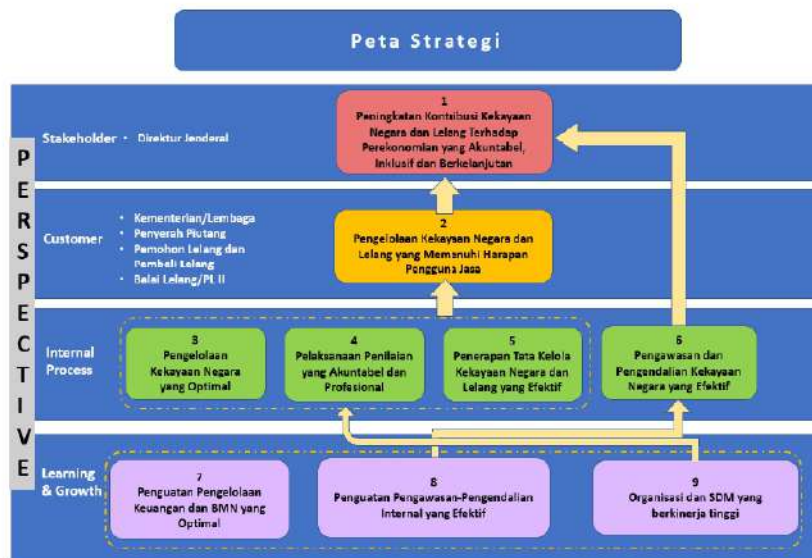 Peta Strategi
PERSPECTIVE
Stakeholder • Direktur Jenderal
1
Peningkatan Kontribusi Kekayaan
Negara dan Lelang Terhadap
Perekonomian yang Akuntabel,
Inklusif dan Berkelanjutan
Customer
• Kementerian/Lembaga
• Penyerah Piutang
• Pemohon Lelang dan
Pembeli Lelang
• Balai Lelang/PL II
2
Pengelolaan Kekayaan Negara dan
Lelang yang Memenuhi Harapan
Pengguna Jasa
Internal
Process
3
Pengelolaan
Kekayaan Negara
yang Optimal
4
Pelaksanaan Penilaian
yang Akuntabel dan
Profesional
5
Penerapan Tata Kelola
Kekayaan Negara dan
Lelang yang Efektif
6
Pengawasan dan
Pengendalian Kekayaan
Negara yang Efektif
Learning
& Growth
7
Penguatan Pengelolaan
Keuangan dan BMN yang
Optimal
8
Penguatan Pengawasan-Pengendalian
Internal yang Efektif
9
Organisasi dan SDM yang
berkinerja tinggi